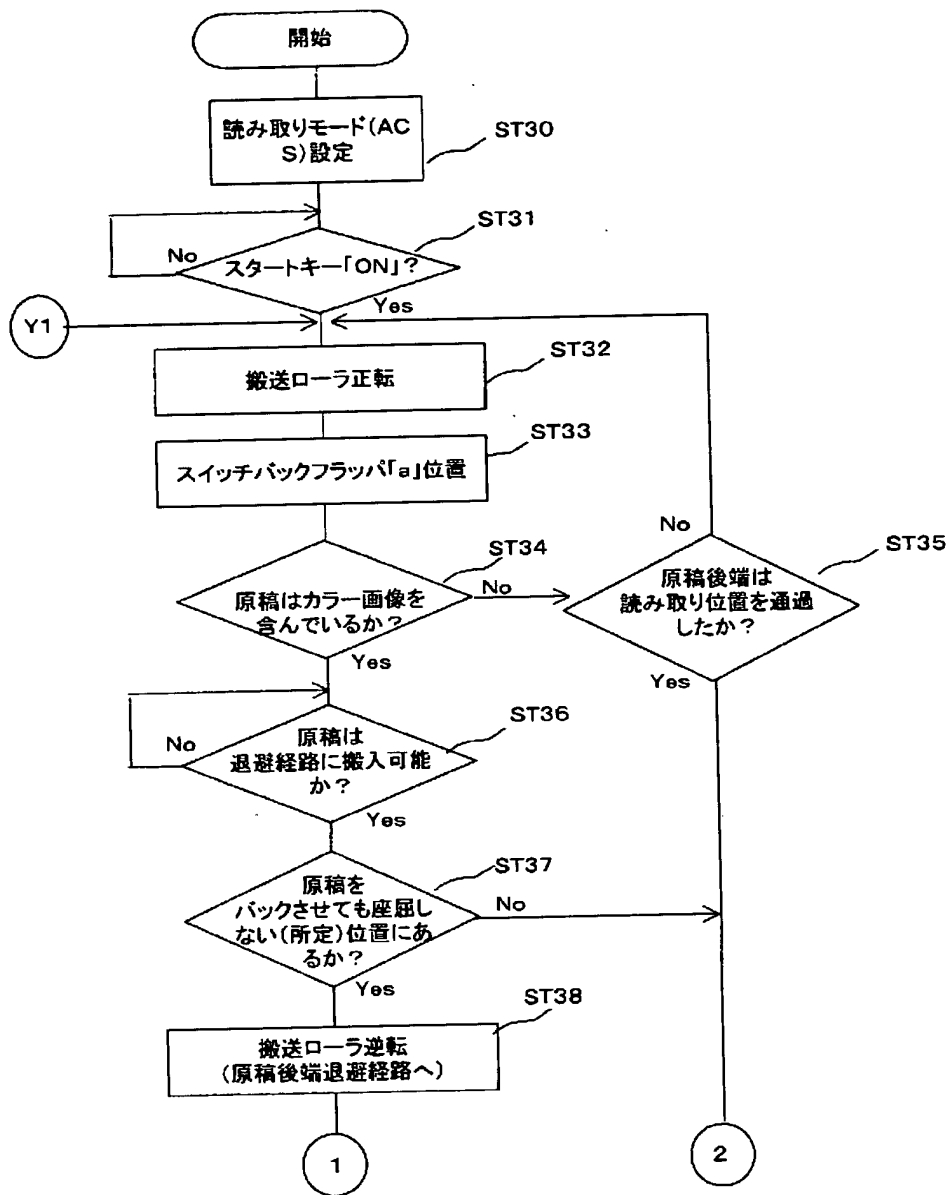 開始
読み取りモード(AC
S)設定
ST30
ST31
No
スタートキー「ON」?
Yes
Y1
ST32
搬送ローラ正転
ST33
スイッチバックフラッパ「a」位置
ST34
原稿はカラー画像を
含んでいるか?
No
Yes
No
ST35
原稿後端は
読み取り位置を通過
したか?
Yes
ST36
No
原稿は
退避経路に搬入可能
か?
Yes
ST37
原稿を
バックさせても座屈し
ない(所定)位置にあ
るか?
No
Yes
ST38
搬送ローラ逆転
(原稿後端退避経路へ)
1
2